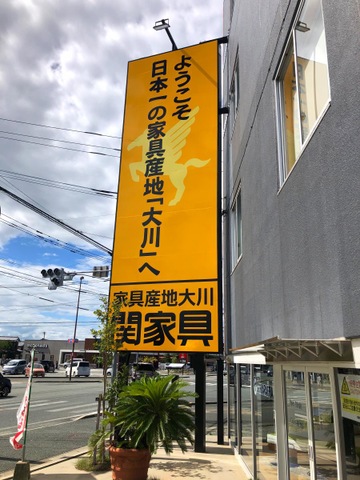 ようこそ
日本一の家具産地「大川」へ
家具産地大川
関家具